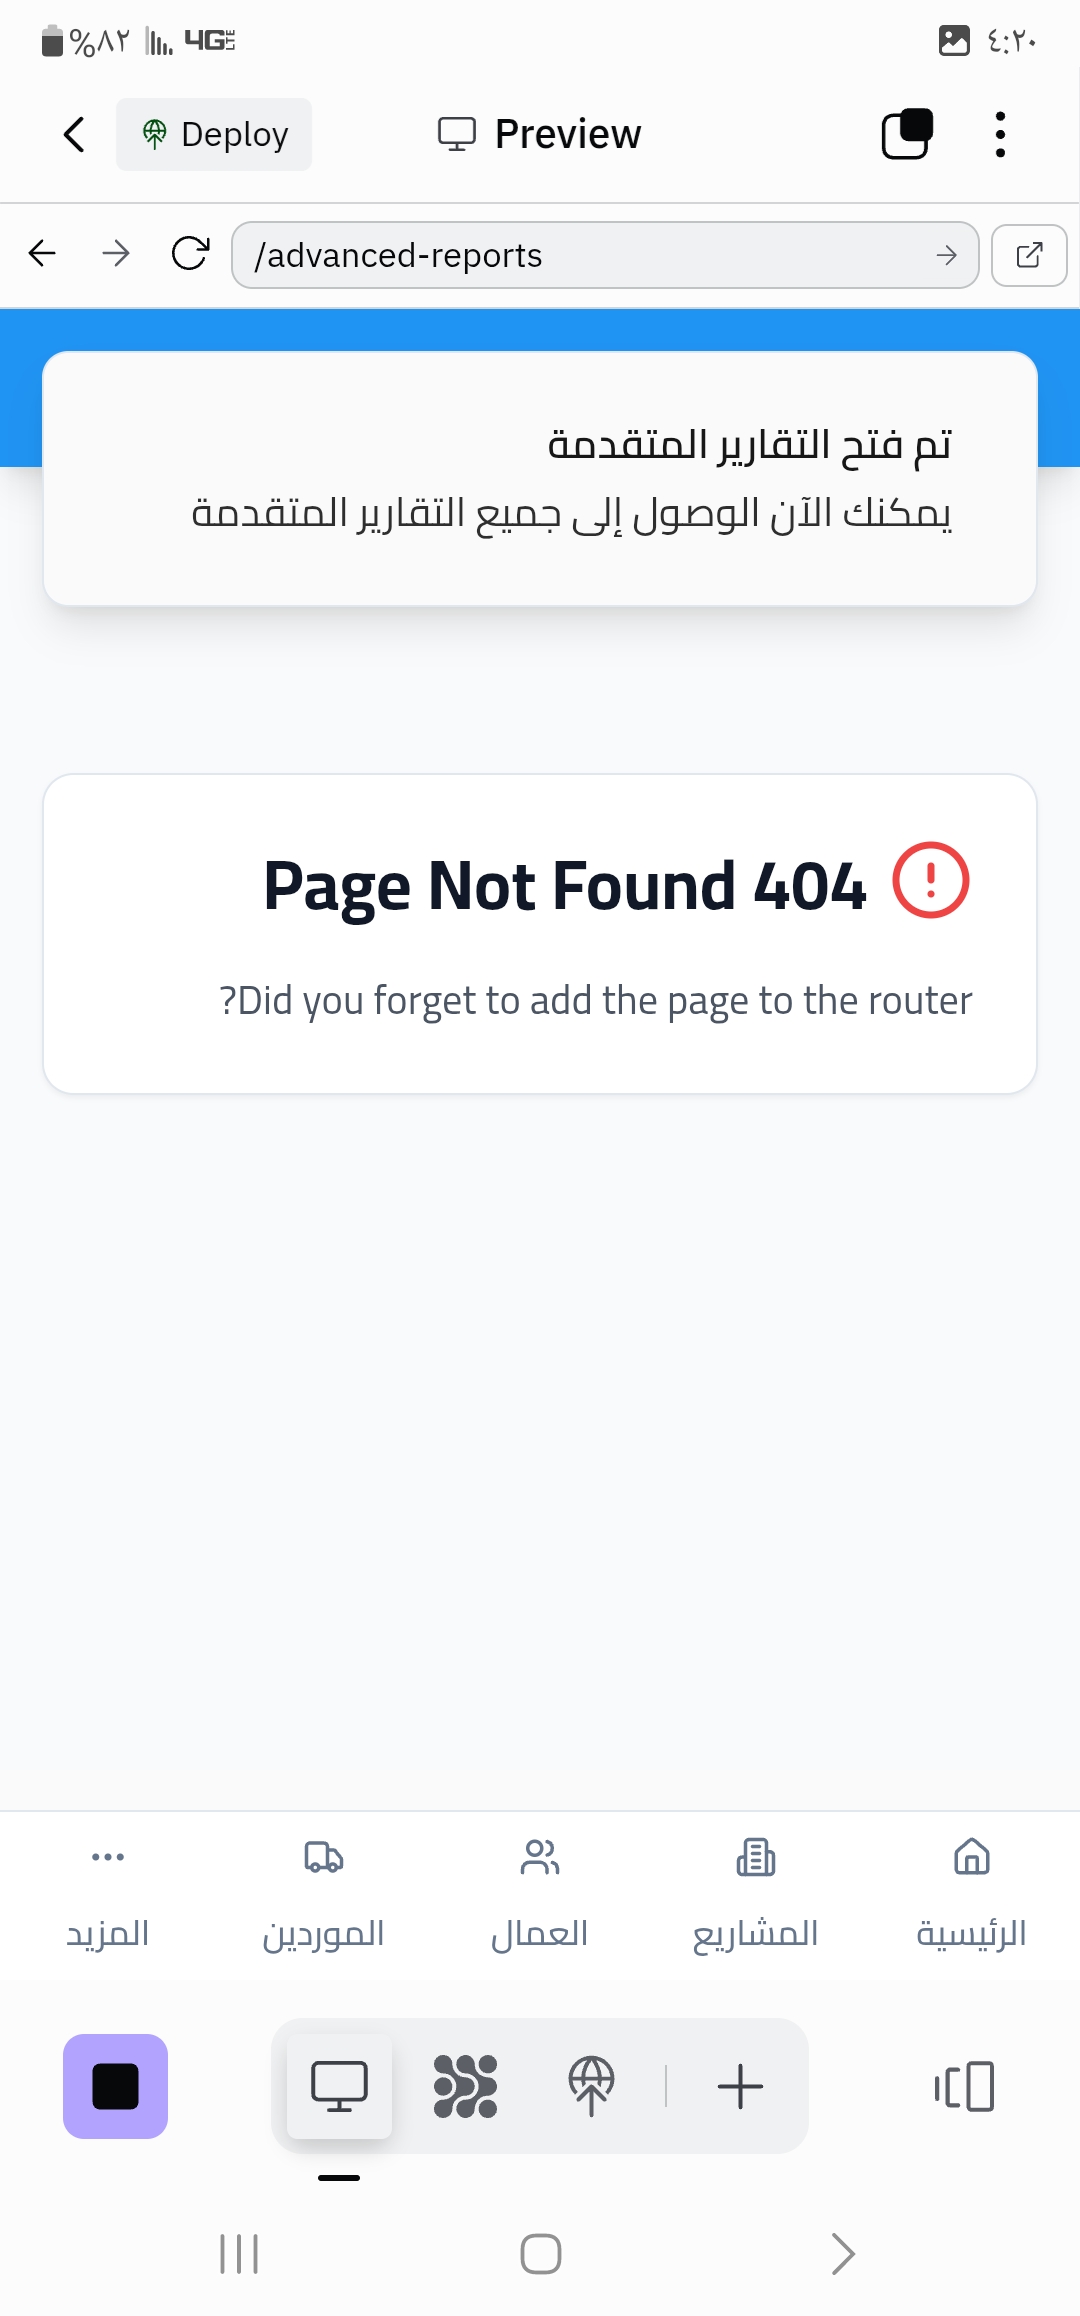 %٨٢ 4G LTE ٤:٢٠
Deploy Preview
/advanced-reports
تم فتح التقارير المتقدمة
يمكنك الآن الوصول إلى جميع التقارير المتقدمة
Page Not Found 404
?Did you forget to add the page to the router
الرئيسية المشاريع العمال الموردين المزيد